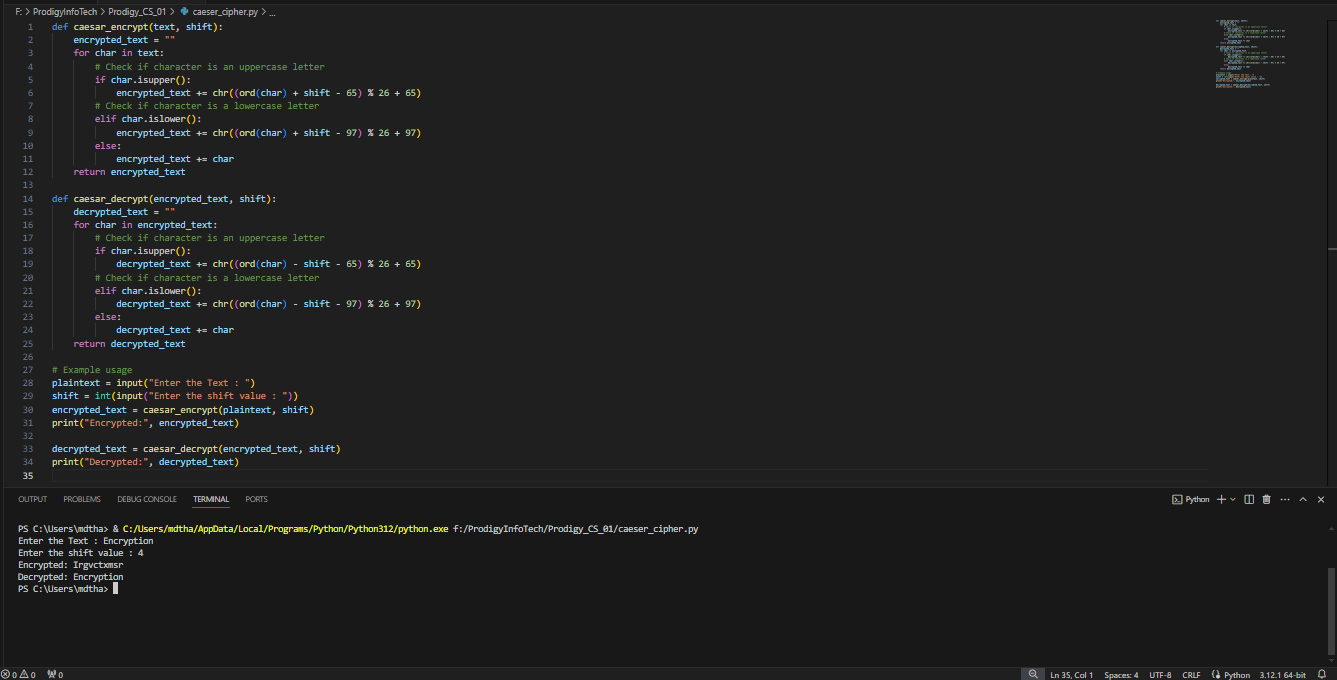 F: > ProdigyInfoTech > Prodigy_CS_01 > caeser_cipher.py > ...
1 def caesar_encrypt(text, shift):
2     encrypted_text = ""
3     for char in text:
4         # Check if character is an uppercase letter
5         if char.isupper():
6             encrypted_text += chr((ord(char) + shift - 65) % 26 + 65)
7         # Check if character is a lowercase letter
8         elif char.islower():
9             encrypted_text += chr((ord(char) + shift - 97) % 26 + 97)
10         else:
11             encrypted_text += char
12     return encrypted_text
13
14 def caesar_decrypt(encrypted_text, shift):
15     decrypted_text = ""
16     for char in encrypted_text:
17         # Check if character is an uppercase letter
18         if char.isupper():
19             decrypted_text += chr((ord(char) - shift - 65) % 26 + 65)
20         # Check if character is a lowercase letter
21         elif char.islower():
22             decrypted_text += chr((ord(char) - shift - 97) % 26 + 97)
23         else:
24             decrypted_text += char
25     return decrypted_text
26
27 # Example usage
28 plaintext = input("Enter the Text : ")
29 shift = int(input("Enter the shift value : "))
30 encrypted_text = caesar_encrypt(plaintext, shift)
31 print("Encrypted:", encrypted_text)
32
33 decrypted_text = caesar_decrypt(encrypted_text, shift)
34 print("Decrypted:", decrypted_text)
35
OUTPUT PROBLEMS DEBUG CONSOLE TERMINAL PORTS Python
PS C:\Users\mdtha> & C:/Users/mdtha/AppData/Local/Programs/Python/Python312/python.exe f:/ProdigyInfoTech/Prodigy_CS_01/caeser_cipher.py
Enter the Text : Encryption
Enter the shift value : 4
Encrypted: Irgvctxmsr
Decrypted: Encryption
PS C:\Users\mdtha>
0 0 0 Ln 35, Col 1 Spaces: 4 UTF-8 CRLF Python 3.12.1 64-bit